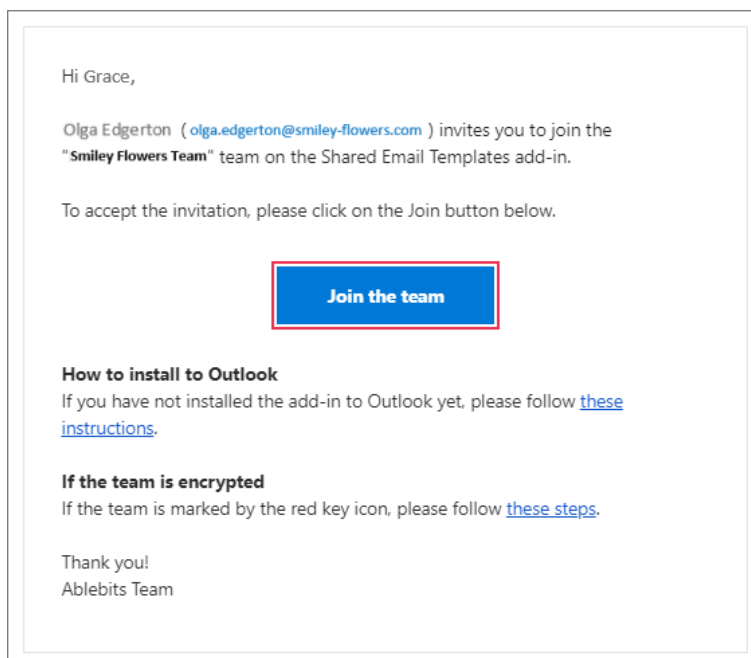 Hi Grace,
Olga Edgerton ( olga.edgerton@smiley-flowers.com ) invites you to join the
"Smiley Flowers Team" team on the Shared Email Templates add-in.
To accept the invitation, please click on the Join button below.
Join the team
How to install to Outlook
If you have not installed the add-in to Outlook yet, please follow these
instructions.
If the team is encrypted
If the team is marked by the red key icon, please follow these steps.
Thank you!
Ablebits Team